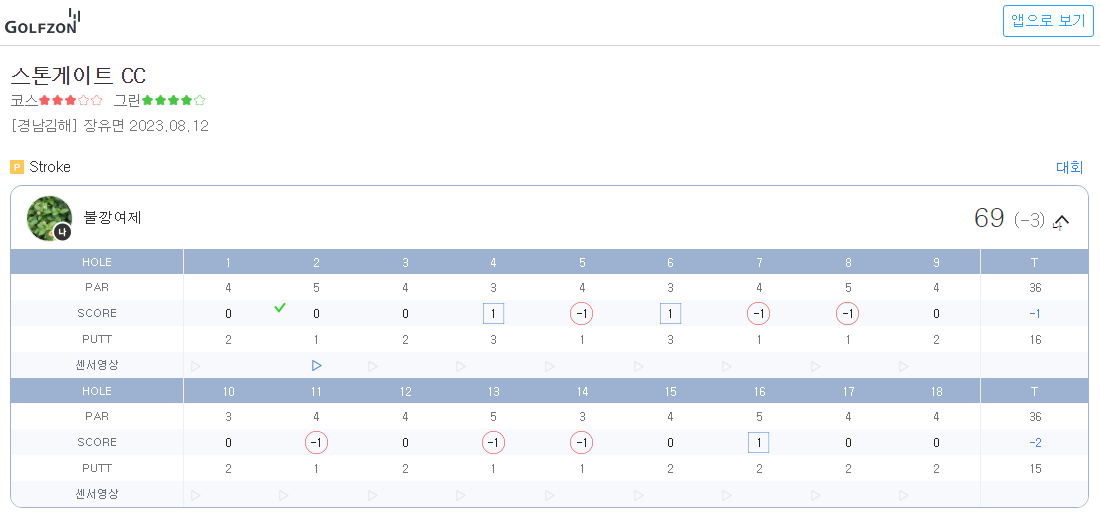 GOLFZON
앱으로 보기
스톤게이트 CC
코스 그린
[경남김해] 장유면 2023.08.12
P Stroke 대회
나 불깡여제 69 (-3)
HOLE 1 2 3 4 5 6 7 8 9 T
PAR 4 5 4 3 4 3 4 5 4 36
SCORE 0 0 0 1 -1 1 -1 -1 0 -1
PUTT 2 1 2 3 1 3 1 1 2 16
센서영상
HOLE 10 11 12 13 14 15 16 17 18 T
PAR 3 4 4 5 3 4 5 4 4 36
SCORE 0 -1 0 -1 -1 0 1 0 0 -2
PUTT 2 1 2 1 1 2 2 2 2 15
센서영상